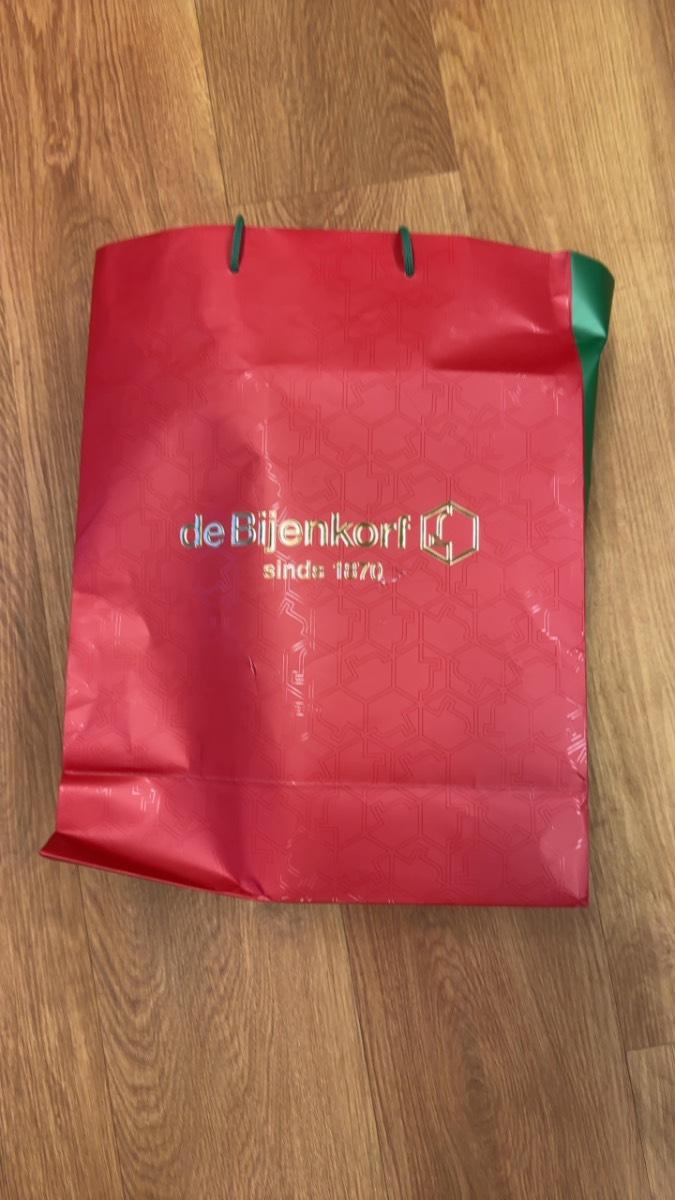 de Bijenkorf
sinds 1870